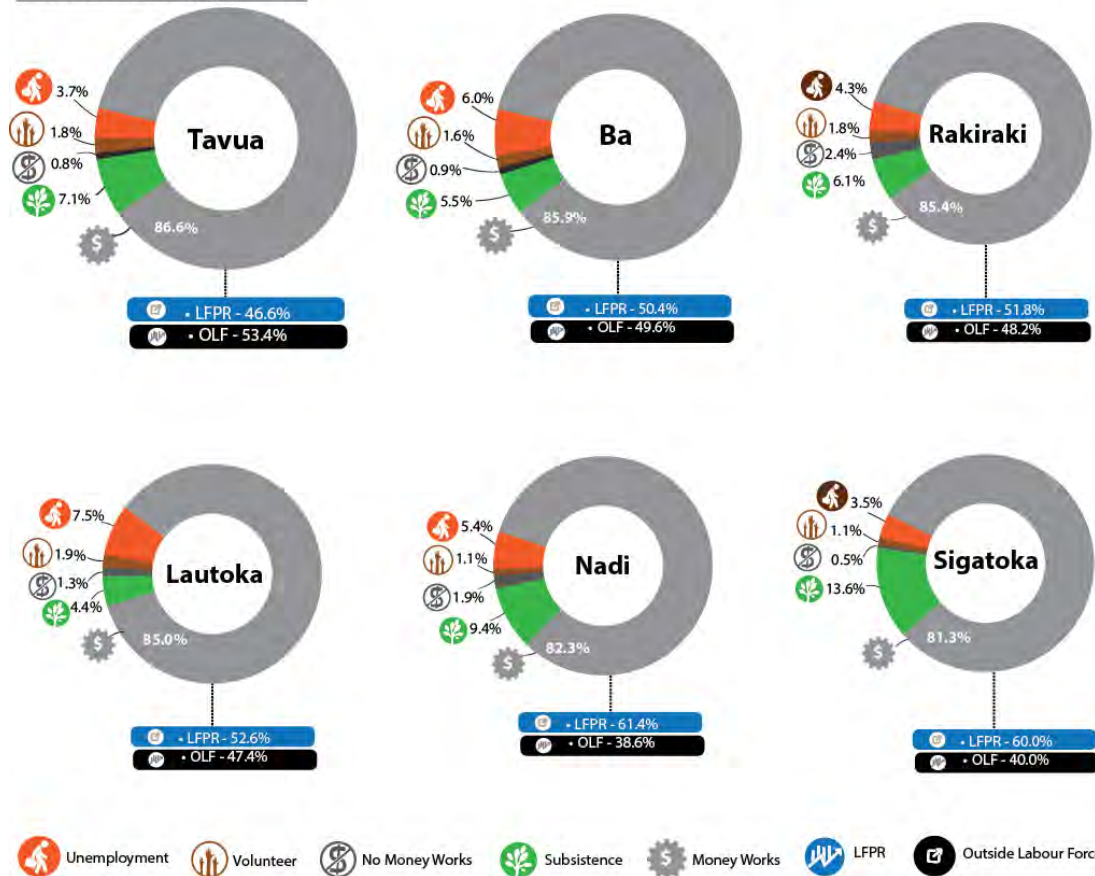 3.7%
1.8%
0.8%
7.1%
86.6%
Tavua
• LFPR - 46.6%
• OLF - 53.4%
6.0%
1.6%
0.9%
5.5%
85.9%
Ba
• LFPR - 50.4%
• OLF - 49.6%
4.3%
1.8%
2.4%
6.1%
85.4%
Rakiraki
• LFPR - 51.8%
• OLF - 48.2%
7.5%
1.9%
1.3%
4.4%
85.0%
Lautoka
• LFPR - 52.6%
• OLF - 47.4%
5.4%
1.1%
1.9%
9.4%
82.3%
Nadi
• LFPR - 61.4%
• OLF - 38.6%
3.5%
1.1%
0.5%
13.6%
81.3%
Sigatoka
• LFPR - 60.0%
• OLF - 40.0%
Unemployment Volunteer No Money Works Subsistence Money Works LFPR Outside Labour Forc